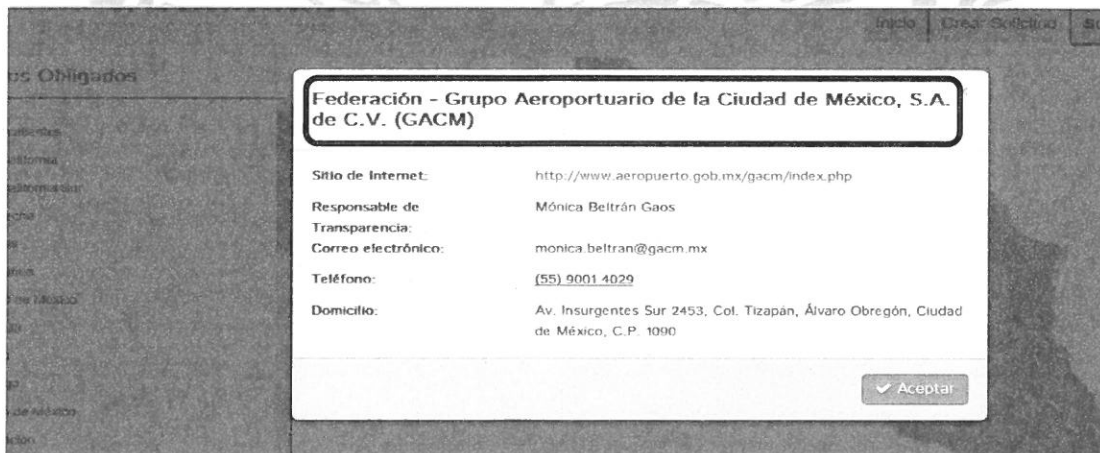 Inicio | Crear Solicitud
Obligados
Federación - Grupo Aeroportuario de la Ciudad de México, S.A.
de C.V. (GACM)
Sitio de Internet: http://www.aeropuerto.gob.mx/gacm/index.php
Responsable de Mónica Beltrán Gaos
Transparencia:
Correo electrónico: monica.beltran@gacm.mx
Teléfono: (55) 9001 4029
Domicilio: Av. Insurgentes Sur 2453, Col. Tizapán, Álvaro Obregón, Ciudad
de México, C.P. 1090
✔ Aceptar